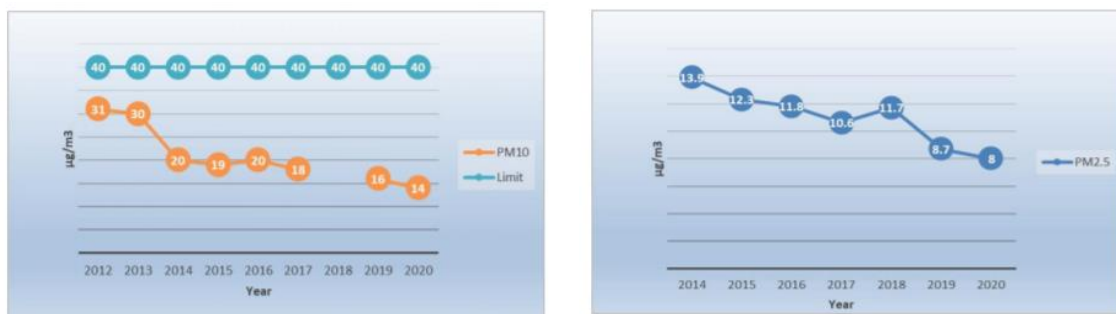 40 40 40 40 40 40 40 40 40
31 30 20 19 20 18 16 14
µg/m3
PM10
Limit
2012 2013 2014 2015 2016 2017 2018 2019 2020
Year
13.9 12.3 11.8 10.6 11.7 8.7 8
µg/m3
PM2.5
2014 2015 2016 2017 2018 2019 2020
Year